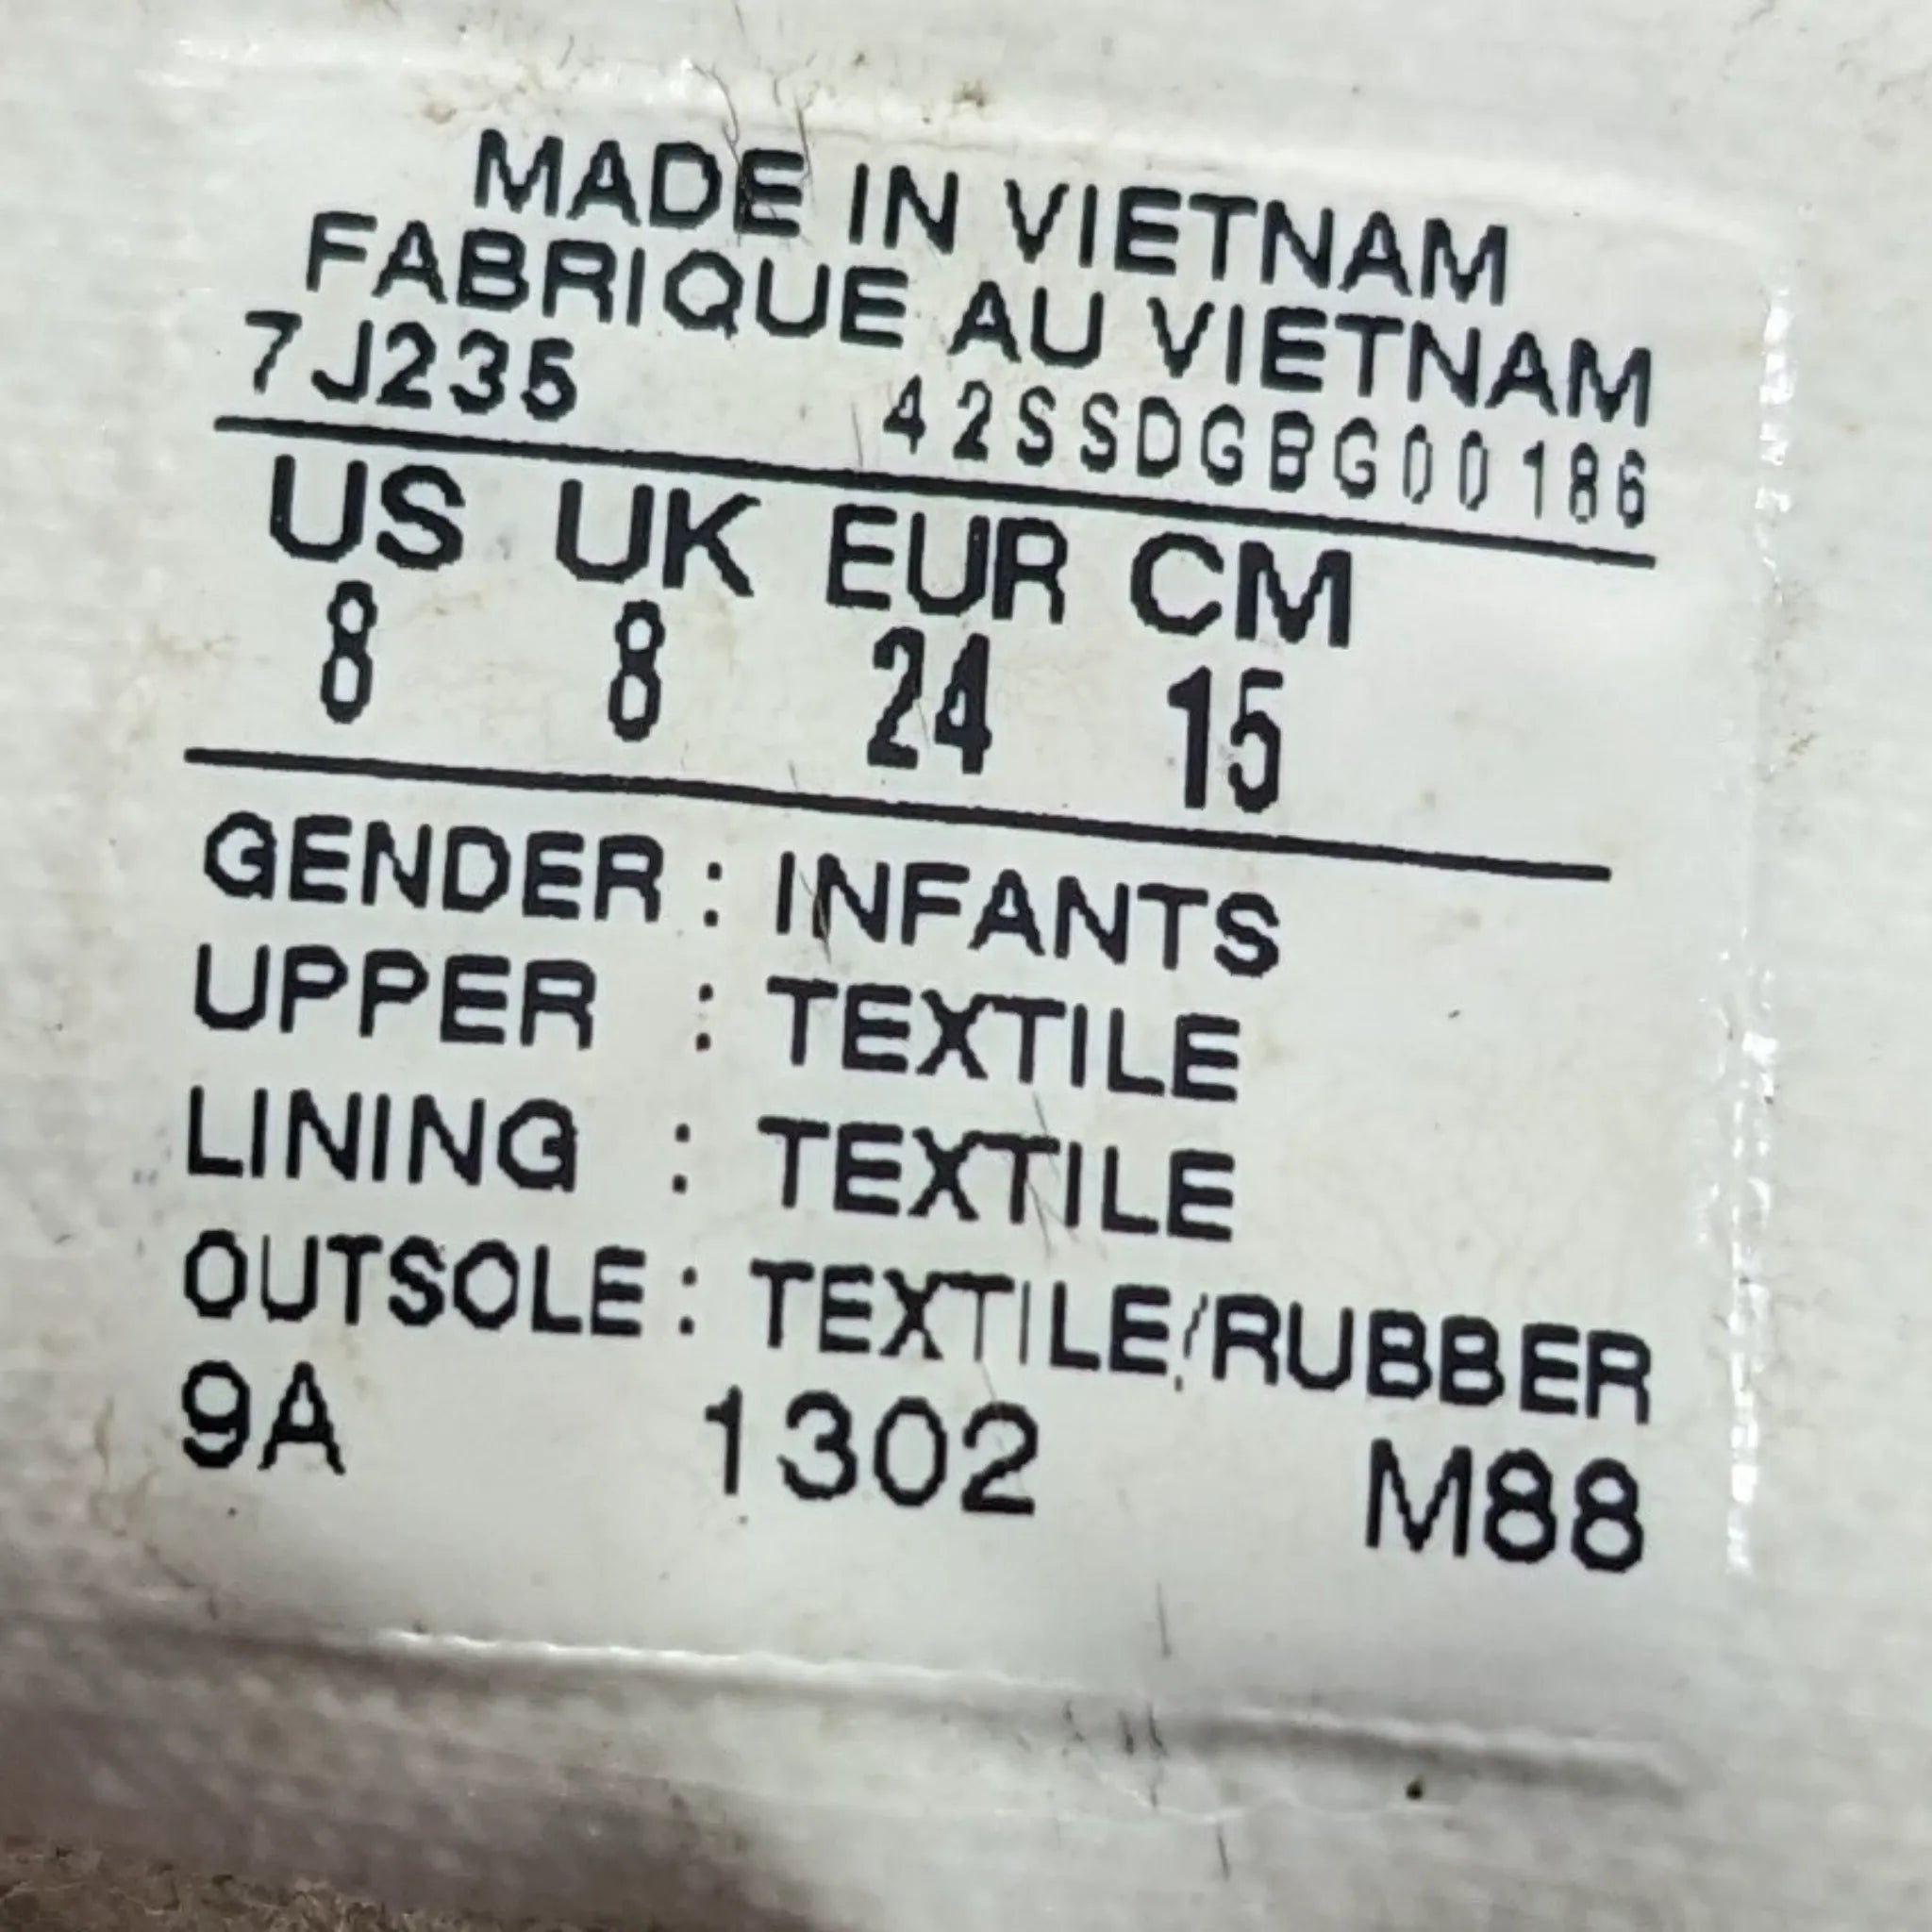 MADE IN VIETNAM
FABRIQUE AU VIETNAM
7J235 42SSDGBG00186
US UK EUR CM
8 8 24 15
GENDER : INFANTS
UPPER : TEXTILE
LINING : TEXTILE
OUTSOLE : TEXTILE/RUBBER
9A 1302 M88